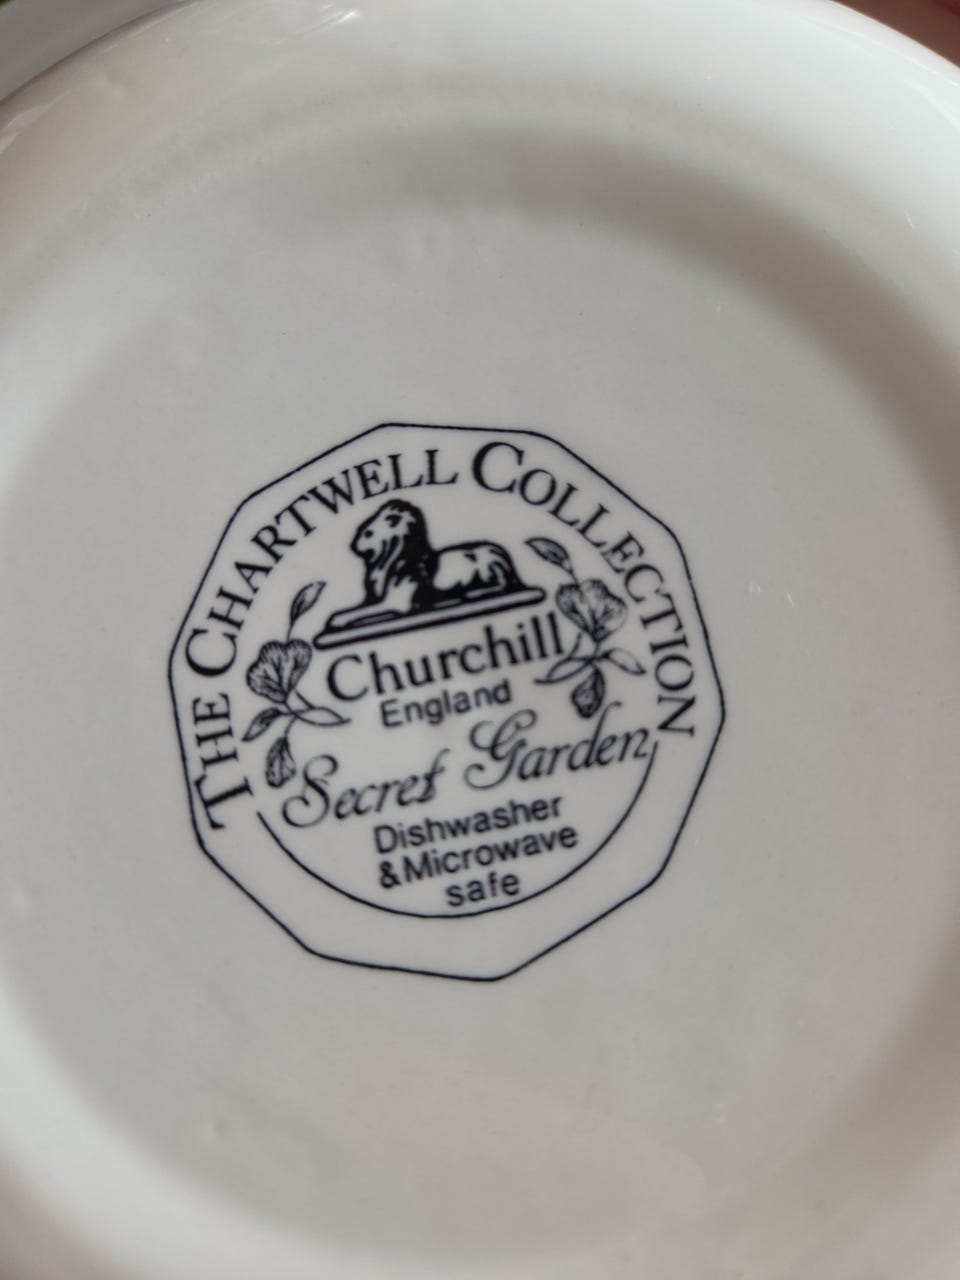 THE CHARTWELL COLLECTION
Churchill
England
Secret Garden
Dishwasher
&Microwave
safe